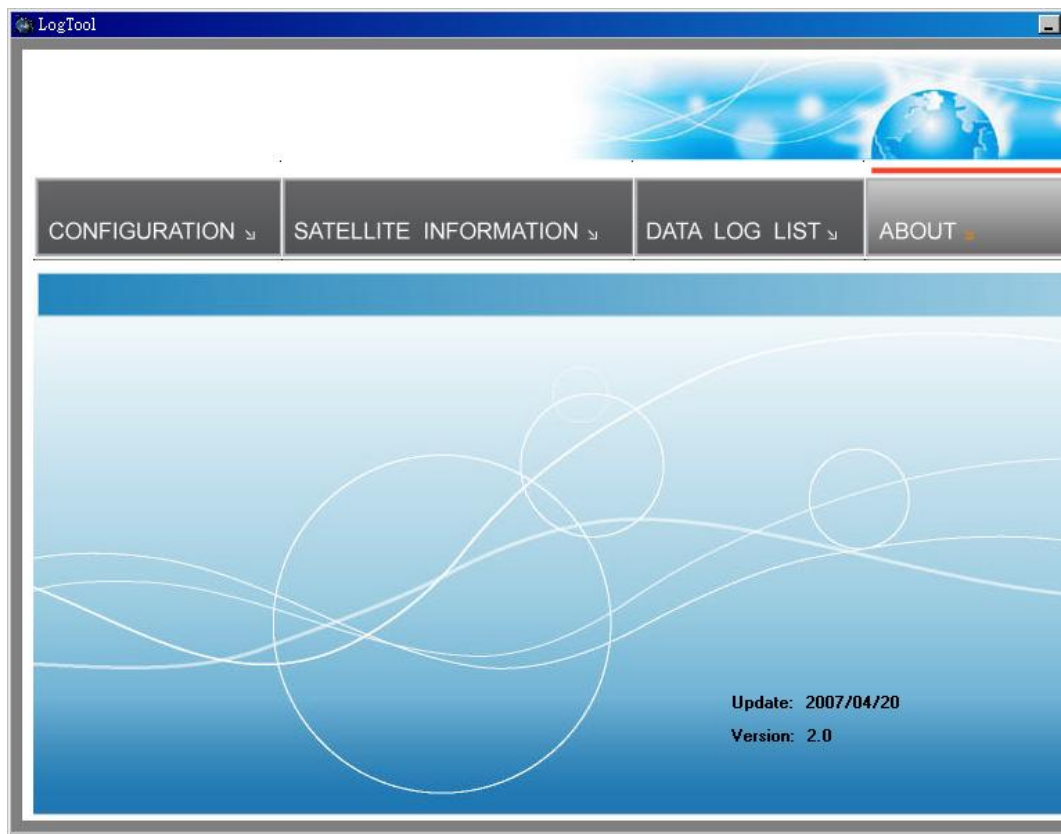 LogTool
CONFIGURATION
SATELLITE INFORMATION
DATA LOG LIST
ABOUT
Update: 2007/04/20
Version: 2.0